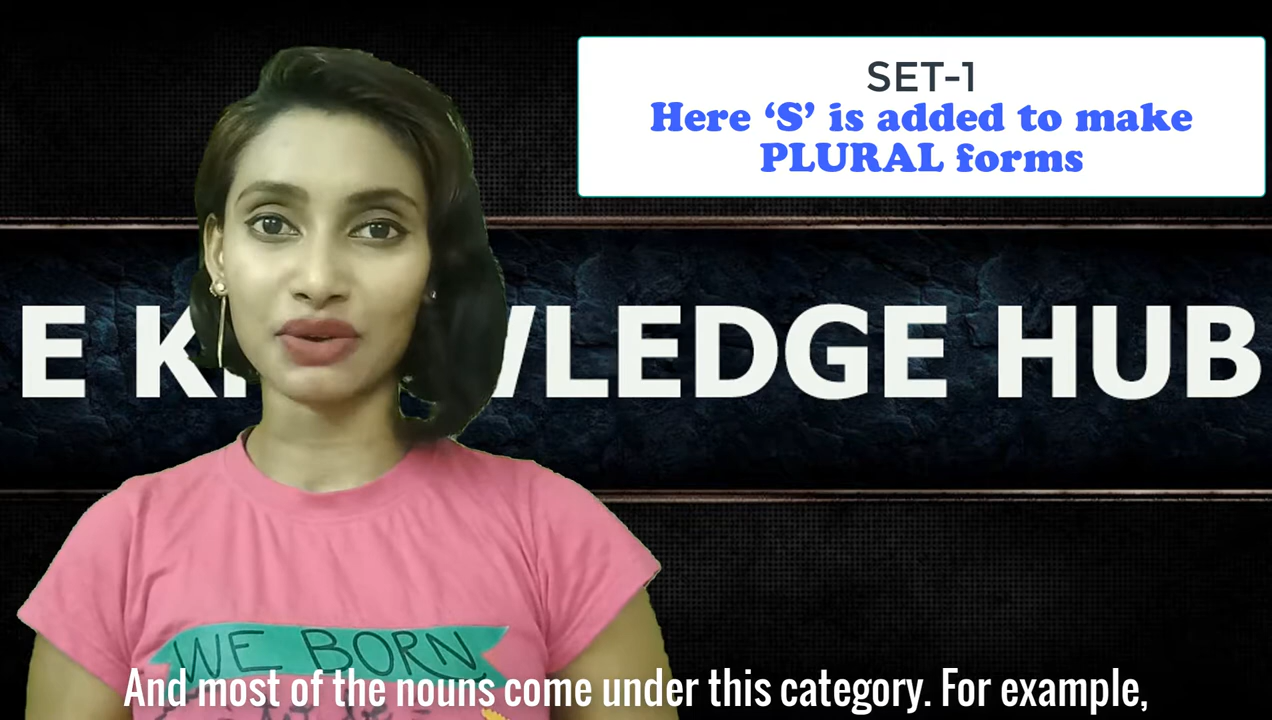 SET-1
Here ‘S’ is added to make
PLURAL forms
E K WLEDGE HUB
WE BORN
And most of the nouns come under this category. For example,